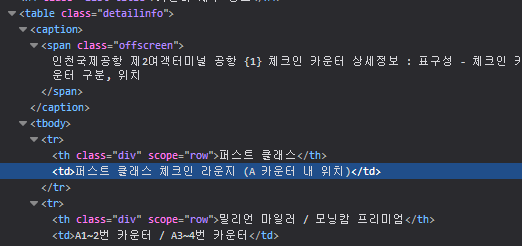 <table class="detailinfo">
<caption>
<span class="offscreen">
인천국제공항 제2여객터미널 공항 {1} 체크인 카운터 상세정보 : 표구성 - 체크인 카
운터 구분, 위치
</span>
</caption>
<tbody>
<tr>
<th class="div" scope="row">퍼스트 클래스</th>
<td>퍼스트 클래스 체크인 라운지 (A 카운터 내 위치)</td>
</tr>
<tr>
<th class="div" scope="row">밀리언 마일러 / 모닝캄 프리미엄</th>
<td>A1~2번 카운터 / A3~4번 카운터</td>